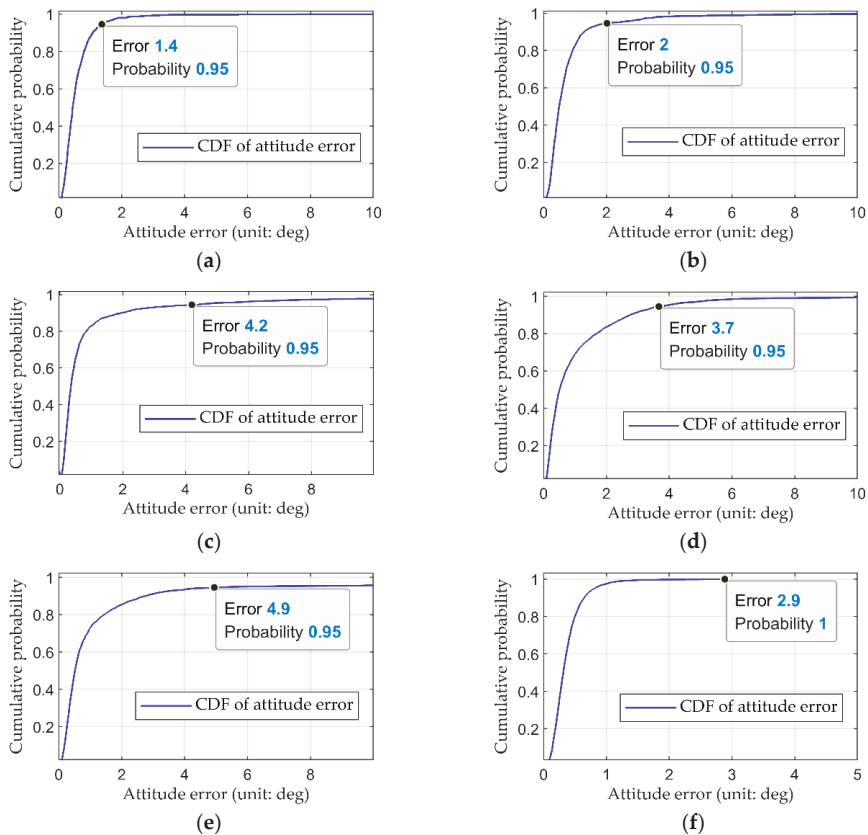 1
0.8
0.6
0.4
0.2
Cumulative probability
Error 1.4
Probability 0.95
CDF of attitude error
0 2 4 6 8 10
Attitude error (unit: deg)
(a)
1
0.8
0.6
0.4
0.2
Cumulative probability
Error 2
Probability 0.95
CDF of attitude error
0 2 4 6 8 10
Attitude error (unit: deg)
(b)
1
0.8
0.6
0.4
0.2
Cumulative probability
Error 4.2
Probability 0.95
CDF of attitude error
0 2 4 6 8
Attitude error (unit: deg)
(c)
1
0.8
0.6
0.4
0.2
Cumulative probability
Error 3.7
Probability 0.95
CDF of attitude error
0 2 4 6 8 10
Attitude error (unit: deg)
(d)
1
0.8
0.6
0.4
0.2
Cumulative probability
Error 4.9
Probability 0.95
CDF of attitude error
0 2 4 6 8
Attitude error (unit: deg)
(e)
1
0.8
0.6
0.4
0.2
Cumulative probability
Error 2.9
Probability 1
CDF of attitude error
0 1 2 3 4 5
Attitude error (unit: deg)
(f)